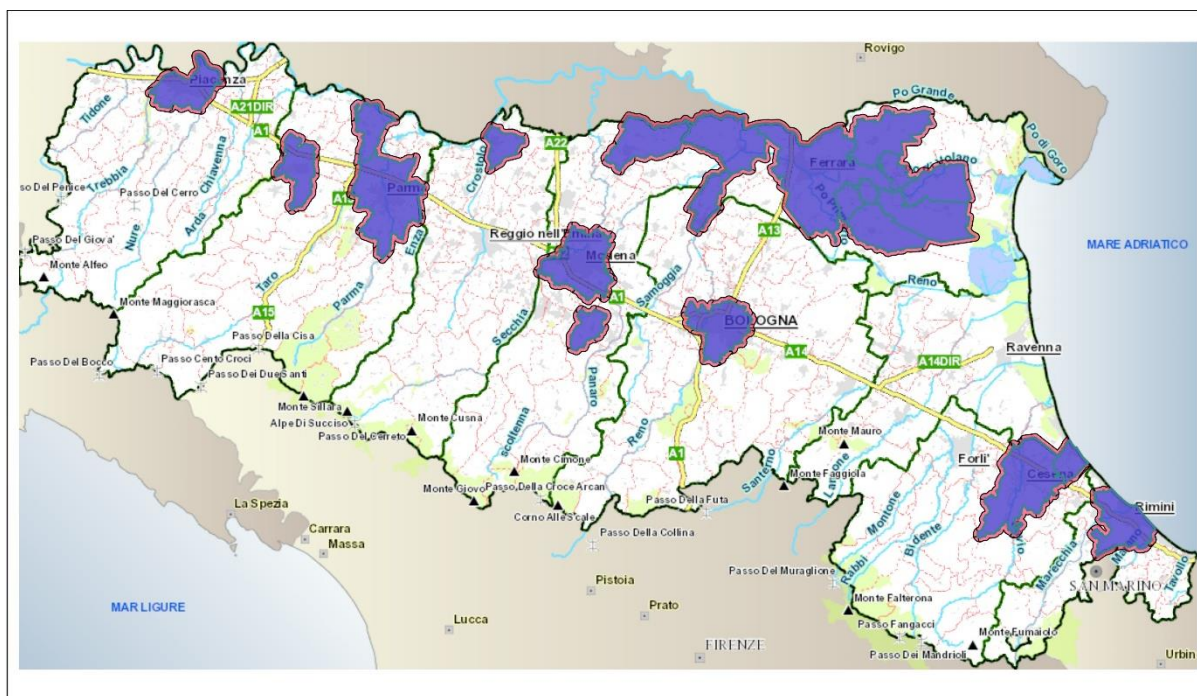 Rovigo
Po Grande
MARE ADRIATICO
Po di Goro
Piacenza
A21DIR
A1
Tidone
Trebbia
Chiavenna
Crostolo
A22
Ferrara
so Del Penice
Passo Del Cerro
Arda
Nure
Parma
Enza
Reggio nell'Emilia
Modena
A13
Samoggia
Passo Del Giova'
Monte Alfeo
Taro
Parma
Reno
Monte Maggiorasca
A15
Secchia
A1
BOLOGNA
Passo Della Cisa
Passo Del Bocco
Passo Cento Croci
Passo Dei Due Santi
Panaro
A14
A14DIR
Ravenna
Monte Sillara
Alpe Di Succiso
Passo Del Cerreto
Monte Cusna
scoltenna
Reno
Monte Mauro
Forli'
A1
Santerno
Lamone
Monte Cimone
Monte Faggiola
Cesena
Monte Giovo
Passo Della Croce Arcan
Corno Alle Scale
Passo Della Futa
Rimini
La Spezia
Carrara
Massa
Passo Della Collina
Montone
Bidente
Marecchia
Rabbi
Passo Del Muraglione
SAN MARINO
Tavollo
Pistoia
MAR LIGURE
Prato
Monte Falterona
Lucca
FIRENZE
Passo Fangacci
Passo Dei Mandrioli
Monte Fumaiolo
Urbin